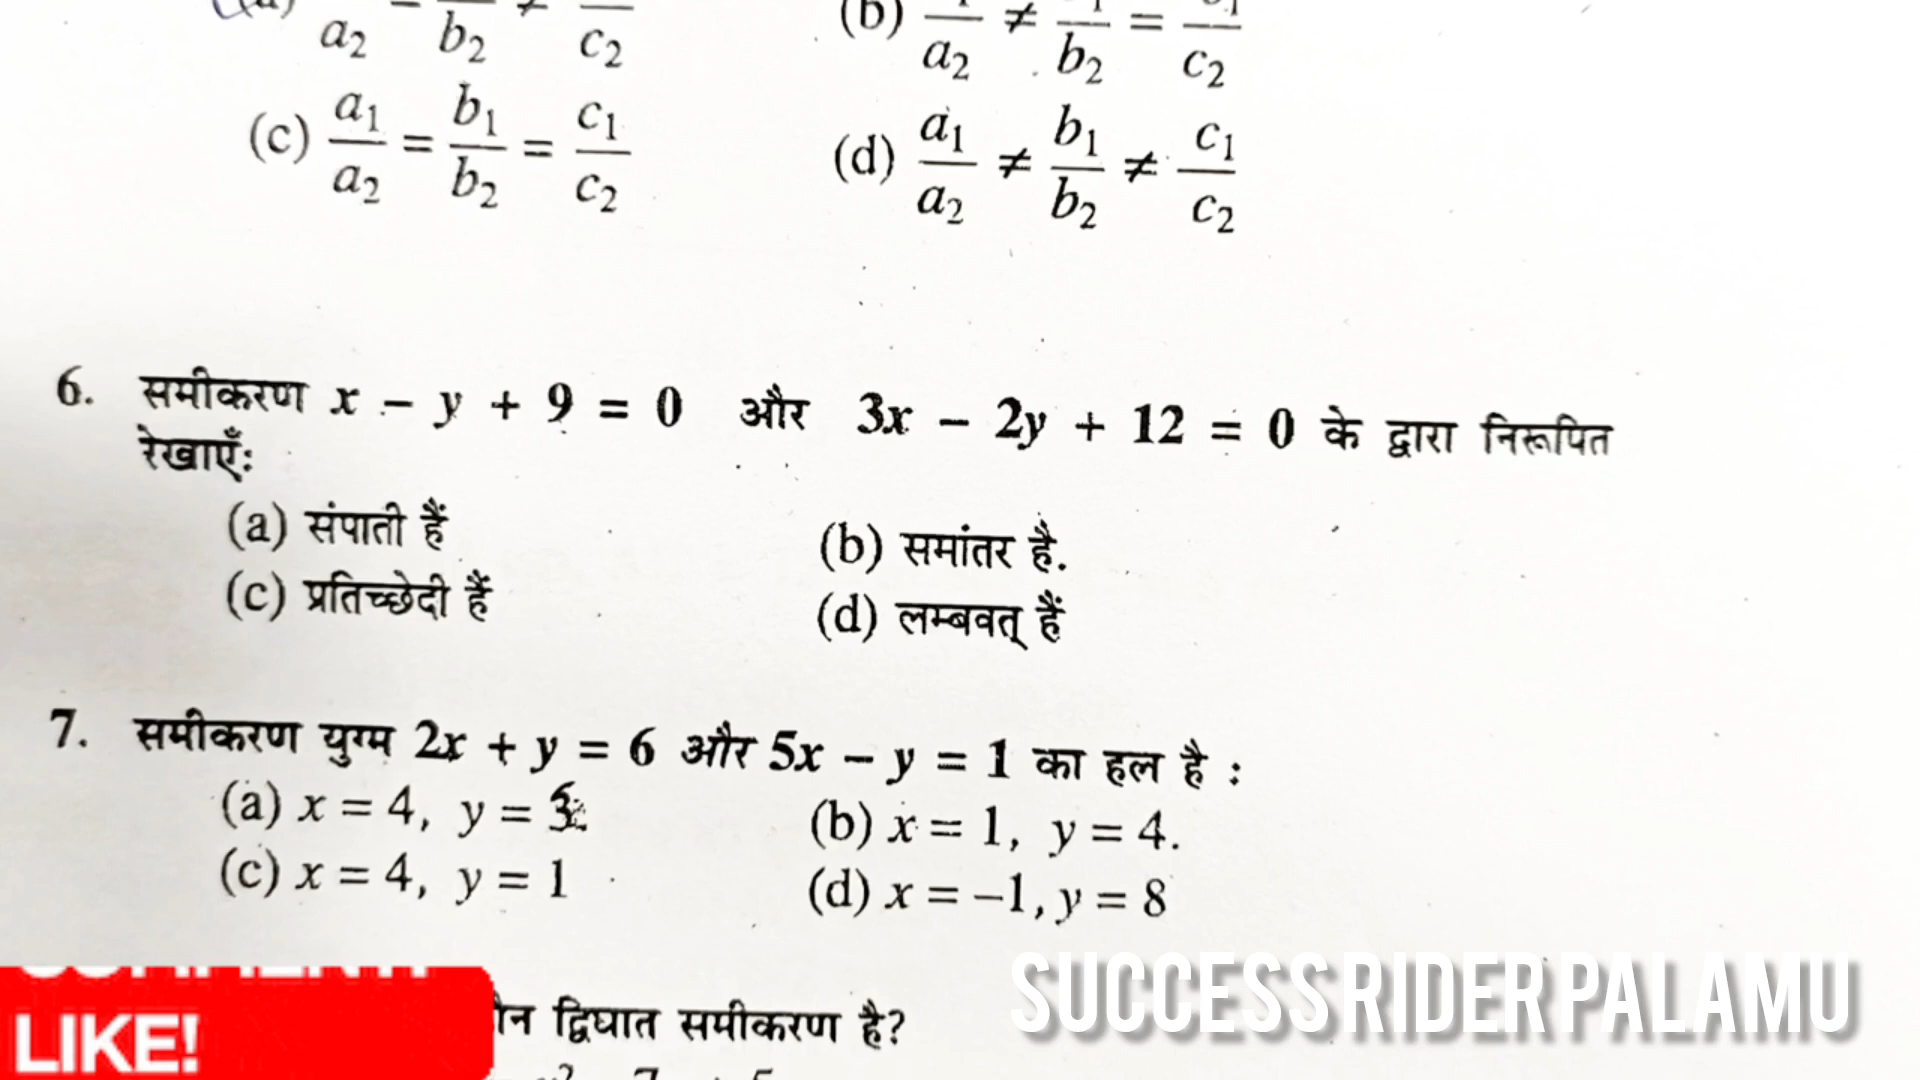 a₂ b₂ ≠ c₂ (b) a₂ ≠ b₂ = c₂
(c) a₁/a₂ = b₁/b₂ = c₁/c₂ (d) a₁/a₂ ≠ b₁/b₂ ≠ c₁/c₂
6. समीकरण x – y + 9 = 0 और 3x – 2y + 12 = 0 के द्वारा निरूपित
रेखाएँ:
(a) संपाती हैं (b) समांतर है.
(c) प्रतिच्छेदी हैं (d) लम्बवत् हैं
7. समीकरण युग्म 2x + y = 6 और 5x – y = 1 का हल है :
(a) x = 4, y = (b) x = 1, y = 4.
(c) x = 4, y = 1 (d) x = –1, y = 8
द्विघात समीकरण है?
LIKE!
SUCCESS RIDER PALAMU